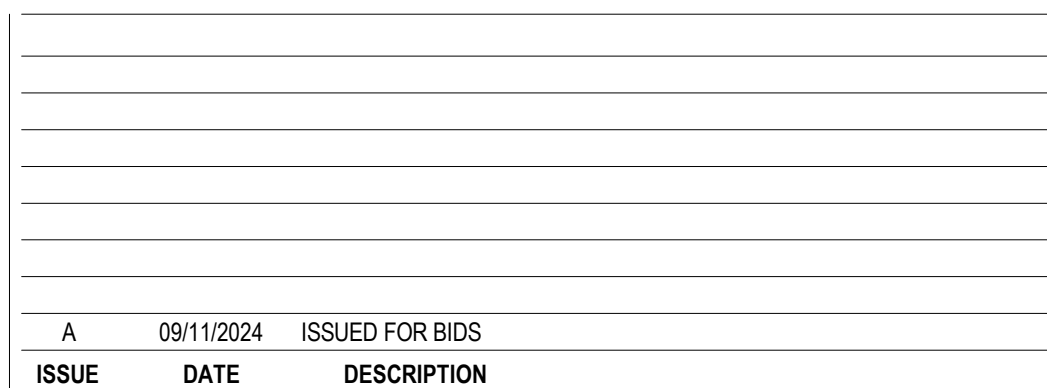 A 09/11/2024 ISSUED FOR BIDS
ISSUE DATE DESCRIPTION